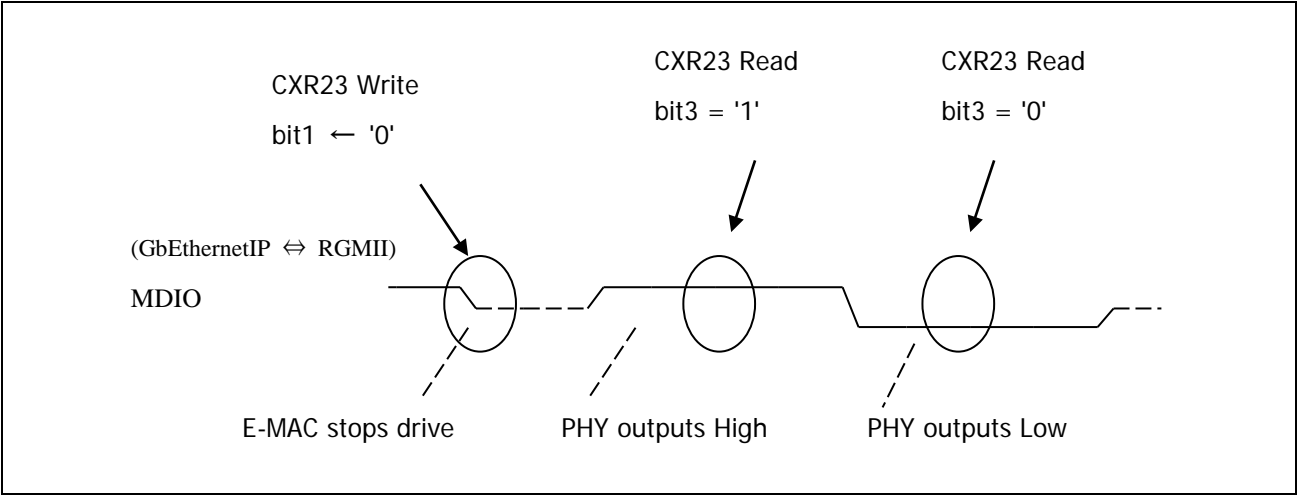 CXR23 Write
bit1 ← '0'
CXR23 Read
bit3 = '1'
CXR23 Read
bit3 = '0'
(GbEthernetIP ⇔ RGMII)
MDIO
E-MAC stops drive
PHY outputs High
PHY outputs Low